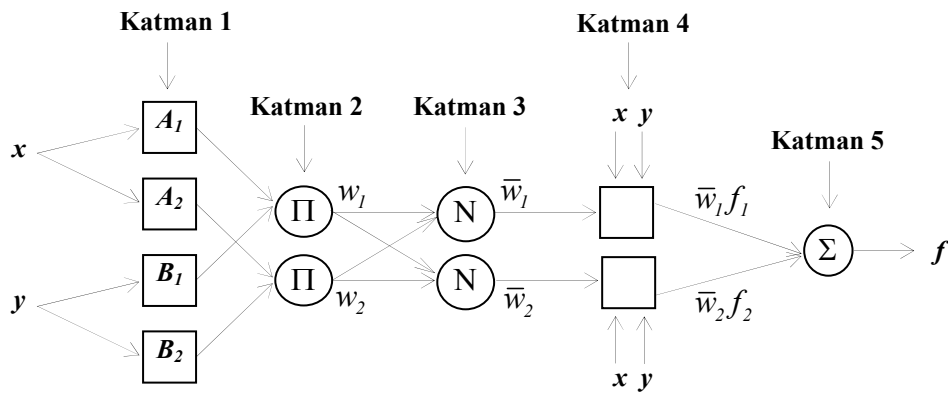 Katman 1
Katman 4
Katman 2
Katman 3
x y
Katman 5
A₁
x
A₂
Π
w₁
N
w̅₁
w̅₁f₁
Σ
f
B₁
Π
w₂
N
w̅₂
w̅₂f₂
y
B₂
x y